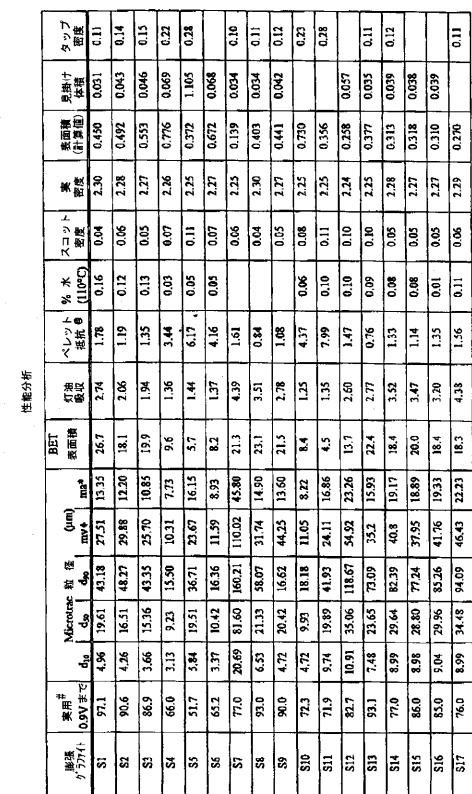 性能分析
膨張グラファイト 実用# 0.9Vまで Microtrac 粒 径 (μm) d10 d50 d90 mv♦ ma* BET 表面積 灯油吸収 ペレット抵抗 % 水 (110°C) スコット密度 実密度 表面積 (計算値) 見掛け体積 タップ密度
S1 97.1 4.96 19.61 43.18 27.51 13.35 26.7 2.74 1.78 0.16 0.04 2.30 0.450 0.031 0.11
S2 90.6 4.26 16.51 48.27 29.88 12.20 18.1 2.06 1.19 0.12 0.06 2.28 0.492 0.043 0.14
S3 86.9 3.66 15.36 43.35 25.70 10.85 19.9 1.94 1.35 0.13 0.05 2.27 0.553 0.046 0.15
S4 66.0 3.13 9.23 15.50 10.31 7.73 9.6 1.36 3.44 0.03 0.07 2.26 0.776 0.069 0.22
S5 51.7 5.84 19.51 36.71 23.67 16.15 5.7 1.44 6.17 0.05 0.11 2.25 0.372 1.105 0.28
S6 65.2 3.37 10.42 16.36 11.59 8.93 8.2 1.37 4.16 0.05 0.07 2.27 0.672 0.068
S7 77.0 20.69 81.60 160.21 110.02 45.80 21.3 4.39 1.61 0.06 2.25 0.139 0.034 0.10
S8 93.0 6.53 21.33 58.07 31.74 14.90 23.1 3.51 0.84 0.04 2.30 0.403 0.034 0.11
S9 90.0 4.72 20.42 16.62 44.25 13.60 21.5 2.78 1.08 0.05 2.27 0.441 0.042 0.12
S10 72.3 4.72 9.93 18.18 11.05 8.22 8.4 1.25 4.37 0.06 0.08 2.25 0.730 0.23
S11 71.9 9.74 19.89 41.93 24.11 16.86 4.5 1.35 7.99 0.10 0.11 2.25 0.356 0.28
S12 82.7 10.91 35.06 118.67 54.52 23.26 13.7 2.60 1.47 0.10 0.10 2.24 0.258 0.057
S13 93.1 7.48 23.65 73.09 35.2 15.93 22.4 2.77 0.76 0.09 0.10 2.25 0.377 0.035 0.11
S14 77.0 8.99 29.64 82.39 40.8 19.17 18.4 3.52 1.33 0.08 0.05 2.28 0.313 0.039 0.12
S15 86.0 8.98 28.80 77.24 37.95 18.89 20.0 3.47 1.14 0.08 0.05 2.27 0.318 0.038
S16 85.0 9.04 29.96 85.26 41.76 19.33 18.4 3.20 1.35 0.01 0.05 2.27 0.310 0.039
S17 76.0 8.99 34.48 94.09 46.43 22.23 18.3 4.38 1.56 0.11 0.06 2.29 0.270 0.11